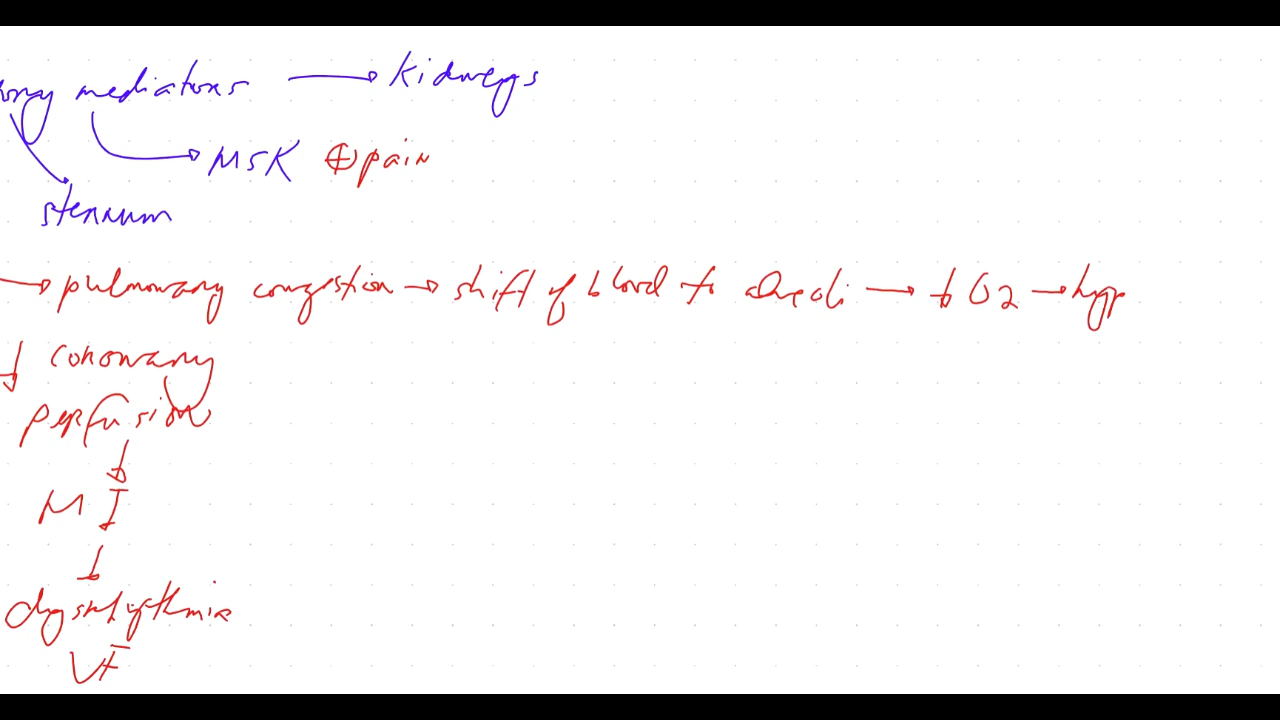 mediators → kidneys
→ MSK ⊕ pain
sternum
→ pulmonary congestion → shift of blood to alveoli → ↓ O2 → hyp
↓ coronary
perfusion
↓
MI
↓
dysrhythmia
VF